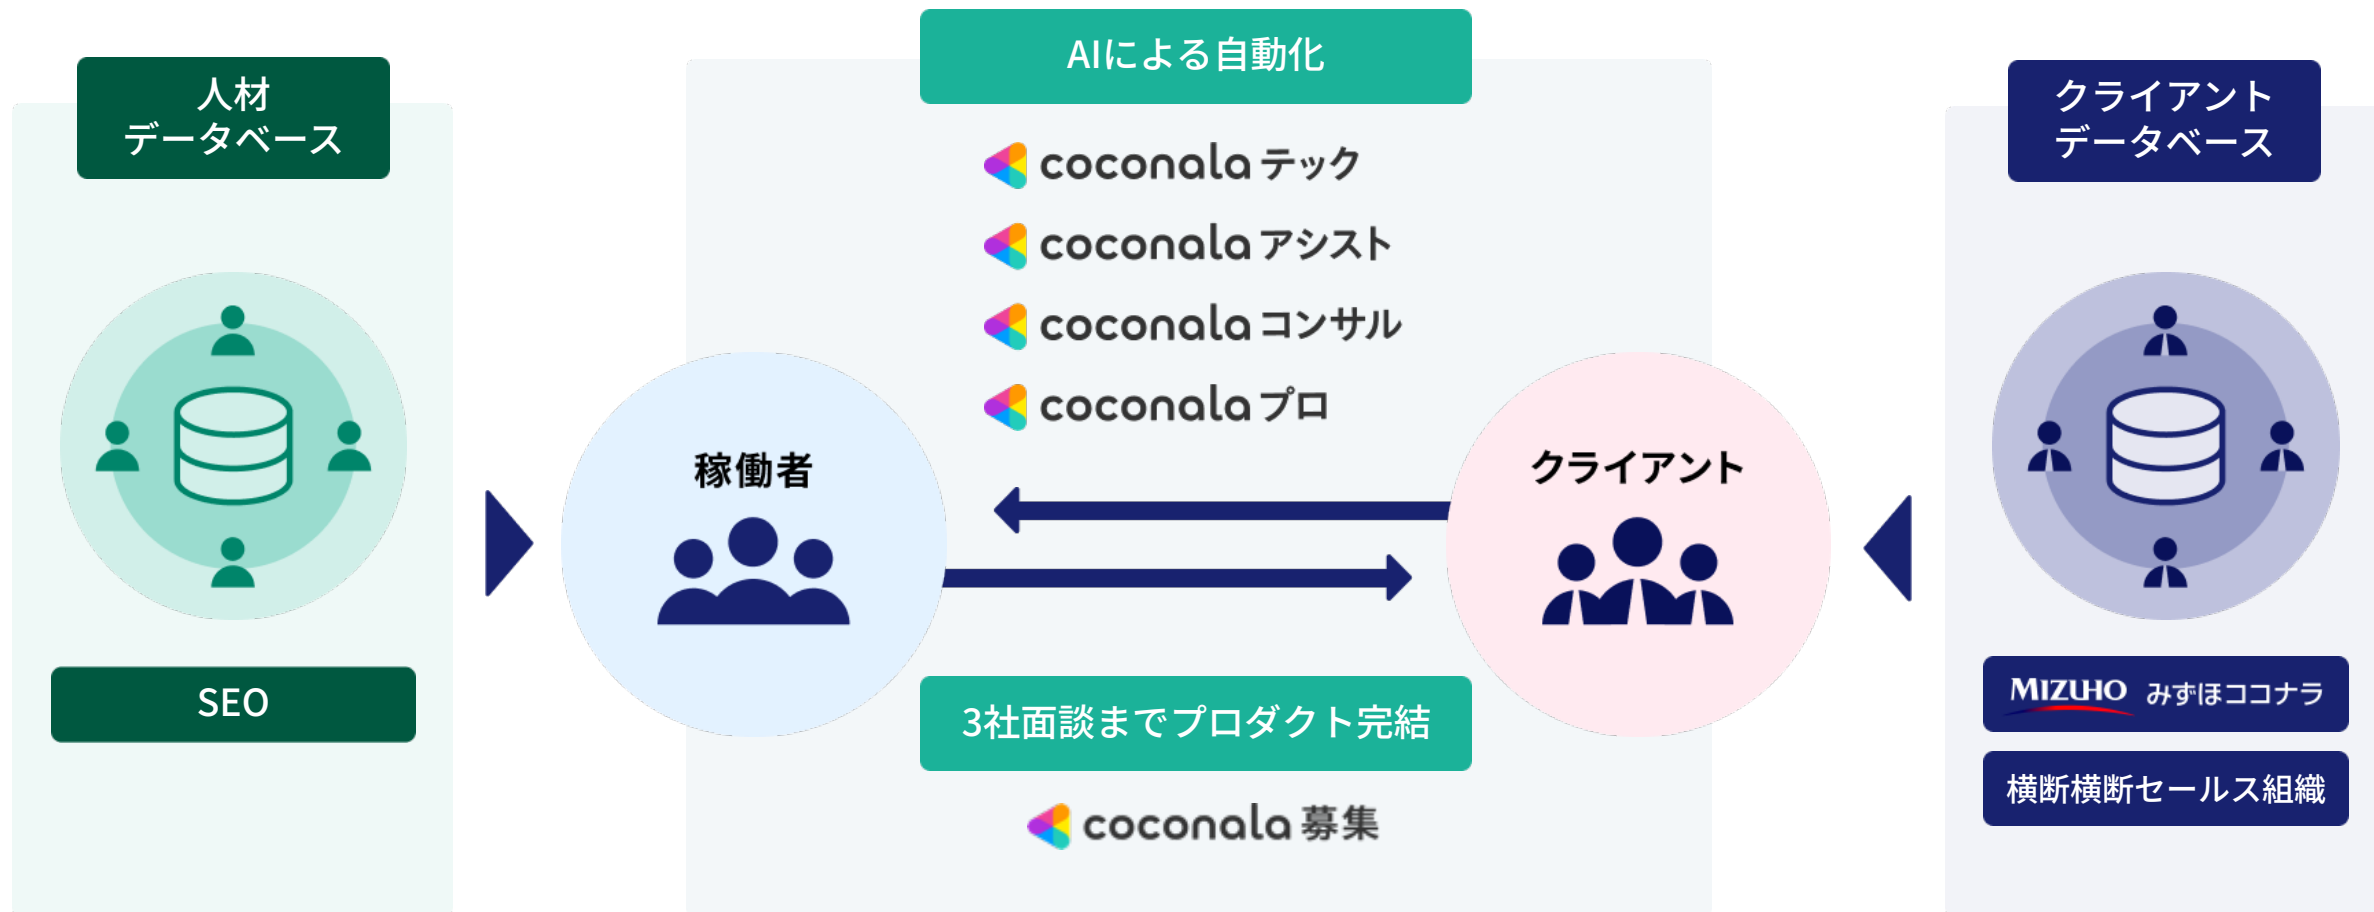 人材
データベース
SEO
AIによる自動化
coconala テック
coconala アシスト
coconala コンサル
coconala プロ
稼働者
クライアント
3社面談までプロダクト完結
coconala 募集
クライアント
データベース
MIZUHO みずほココナラ
横断横断セールス組織